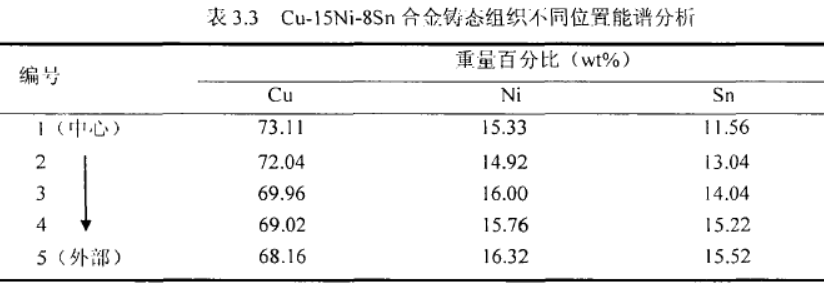 表 3.3 Cu-15Ni-8Sn 合金铸态组织不同位置能谱分析
编号 重量百分比（wt%）
Cu Ni Sn
1（中心） 73.11 15.33 11.56
2 72.04 14.92 13.04
3 69.96 16.00 14.04
4 69.02 15.76 15.22
5（外部） 68.16 16.32 15.52